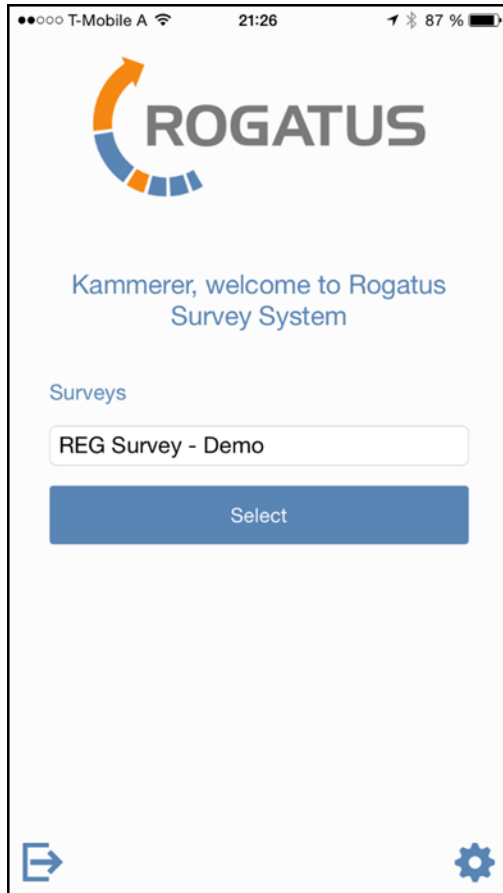 T-Mobile A 21:26 87 %
ROGATUS
Kammerer, welcome to Rogatus
Survey System
Surveys
REG Survey - Demo
Select